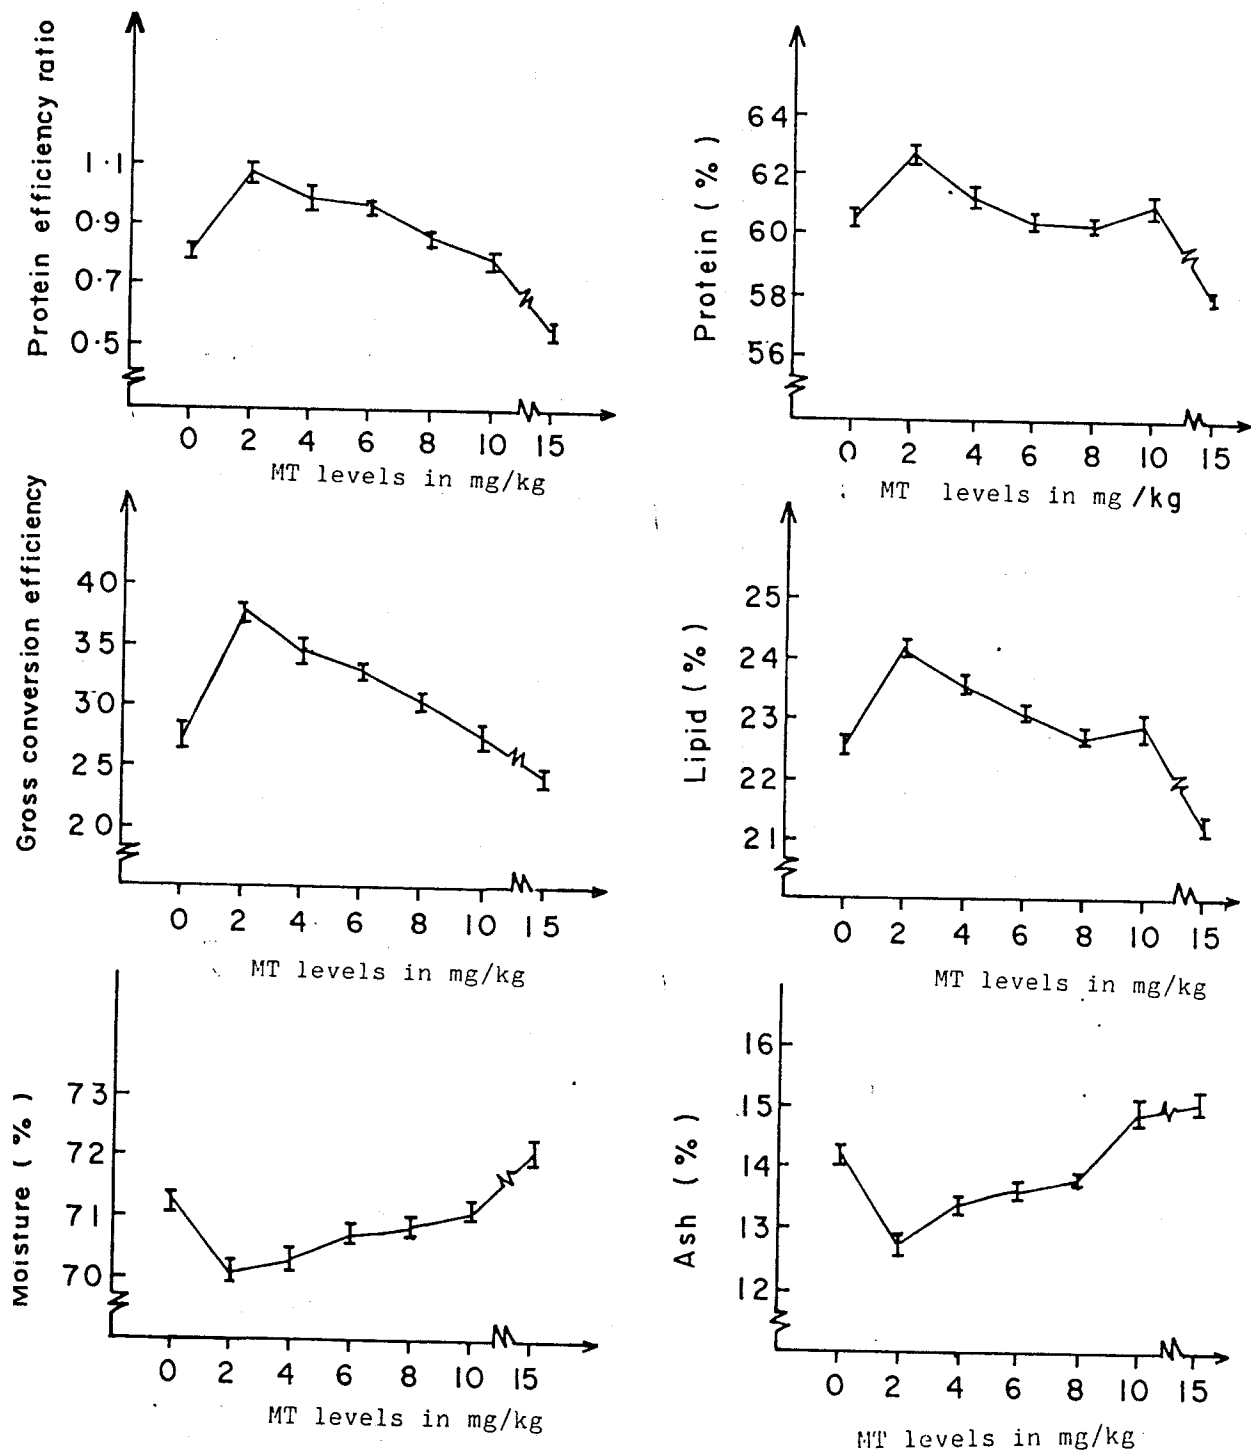 Protein efficiency ratio
1·1
0·9
0·7
0·5
0 2 4 6 8 10 15
MT levels in mg/kg
Protein (%)
64
62
60
58
56
0 2 4 6 8 10 15
MT levels in mg/kg
Gross conversion efficiency
40
35
30
25
20
0 2 4 6 8 10 15
MT levels in mg/kg
Lipid (%)
25
24
23
22
21
0 2 4 6 8 10 15
MT levels in mg/kg
Moisture (%)
73
72
71
70
0 2 4 6 8 10 15
MT levels in mg/kg
Ash (%)
16
15
14
13
12
0 2 4 6 8 10 15
MT levels in mg/kg